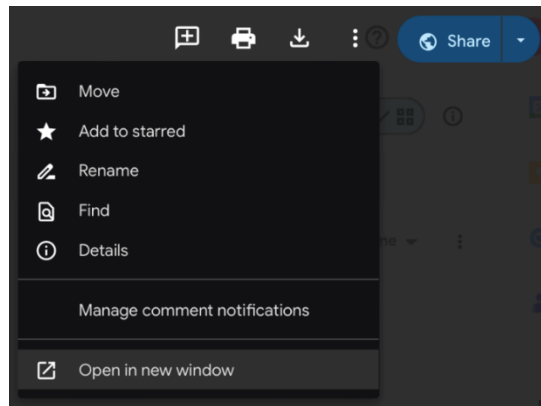 Share
Move
Add to starred
Rename
Find
Details
Manage comment notifications
Open in new window